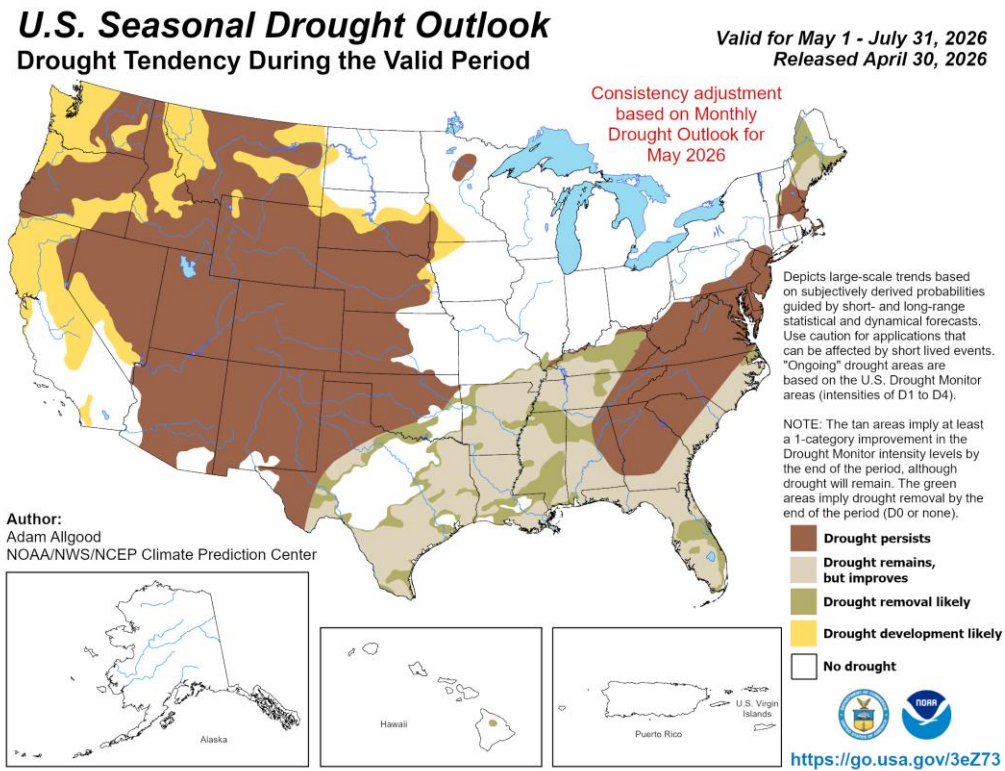 U.S. Seasonal Drought Outlook
Drought Tendency During the Valid Period
Valid for May 1 - July 31, 2026
Released April 30, 2026
Consistency adjustment
based on Monthly
Drought Outlook for
May 2026
Depicts large-scale trends based
on subjectively derived probabilities
guided by short- and long-range
statistical and dynamical forecasts.
Use caution for applications that
can be affected by short lived events.
"Ongoing" drought areas are
based on the U.S. Drought Monitor
areas (intensities of D1 to D4).
NOTE: The tan areas imply at least
a 1-category improvement in the
Drought Monitor intensity levels by
the end of the period, although
drought will remain. The green
areas imply drought removal by the
end of the period (D0 or none).
Author:
Adam Allgood
NOAA/NWS/NCEP Climate Prediction Center
Drought persists
Drought remains,
but improves
Drought removal likely
Drought development likely
No drought
Alaska
Hawaii
Puerto Rico
U.S. Virgin
Islands
NOAA
https://go.usa.gov/3eZ73